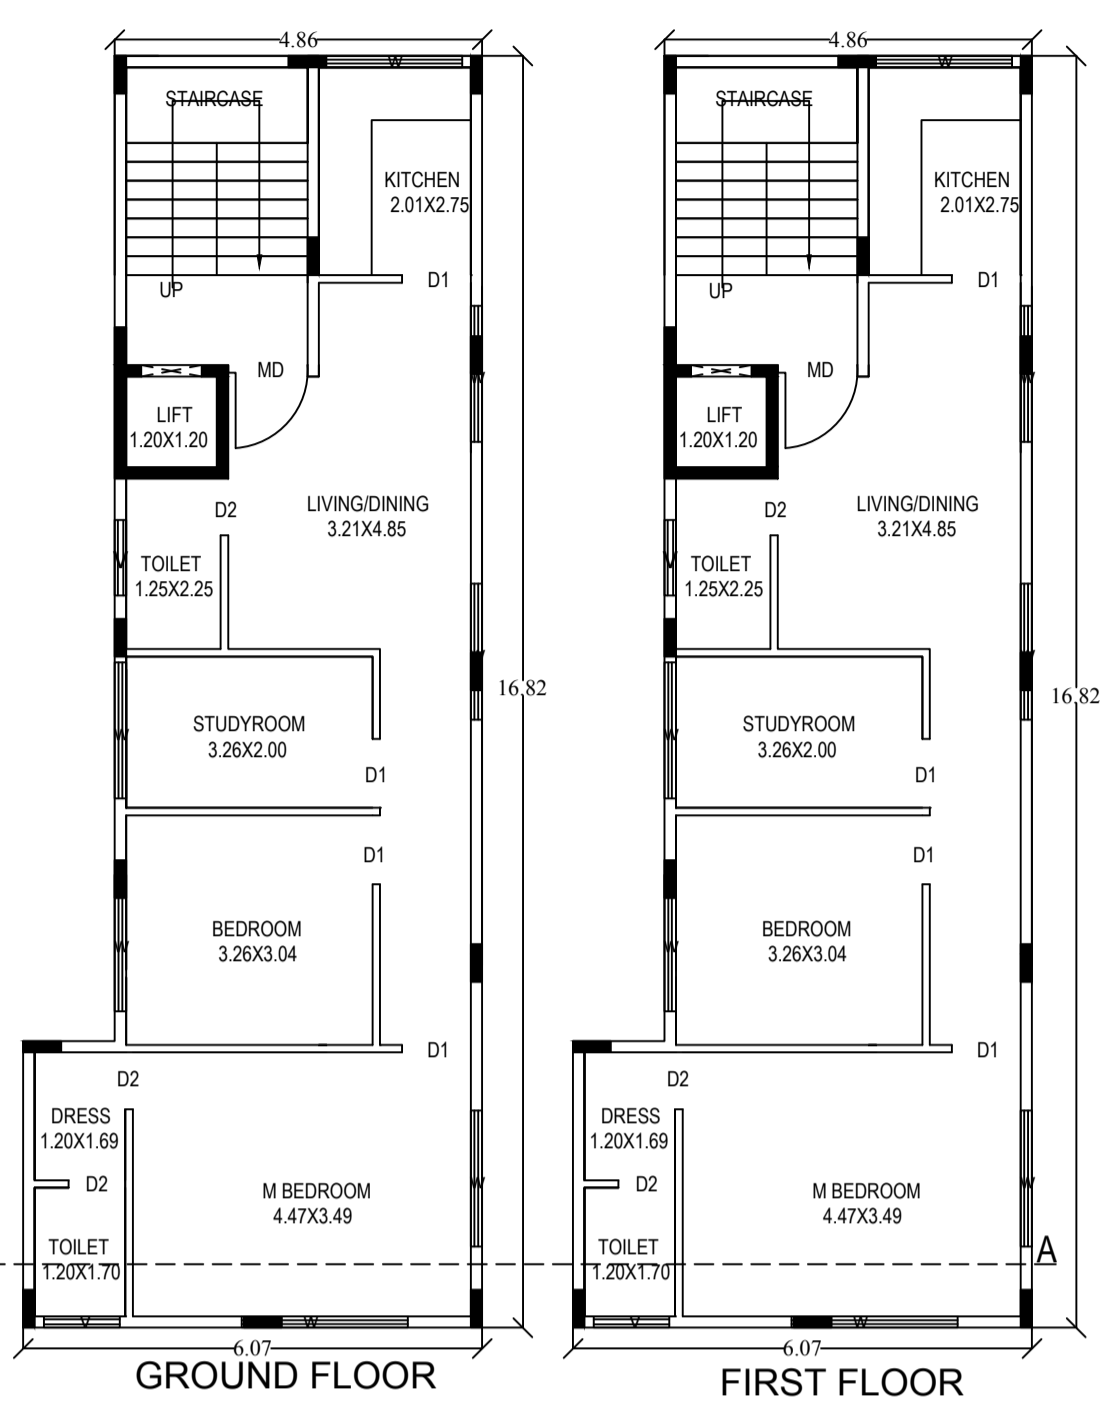 4.86
STAIRCASE
W
KITCHEN
2.01X2.75
D1
UP
MD
LIFT
1.20X1.20
D2
LIVING/DINING
3.21X4.85
TOILET
1.25X2.25
V
W
W
16.82
STUDYROOM
3.26X2.00
W
D1
D1
BEDROOM
3.26X3.04
W
D1
D2
DRESS
1.20X1.69
D2
M BEDROOM
4.47X3.49
W
TOILET
1.20X1.70
V
W
6.07
GROUND FLOOR
4.86
STAIRCASE
W
KITCHEN
2.01X2.75
D1
UP
MD
LIFT
1.20X1.20
D2
LIVING/DINING
3.21X4.85
TOILET
1.25X2.25
V
W
W
16.82
STUDYROOM
3.26X2.00
W
D1
D1
BEDROOM
3.26X3.04
W
D1
D2
DRESS
1.20X1.69
D2
M BEDROOM
4.47X3.49
W
TOILET
1.20X1.70
A
V
W
6.07
FIRST FLOOR